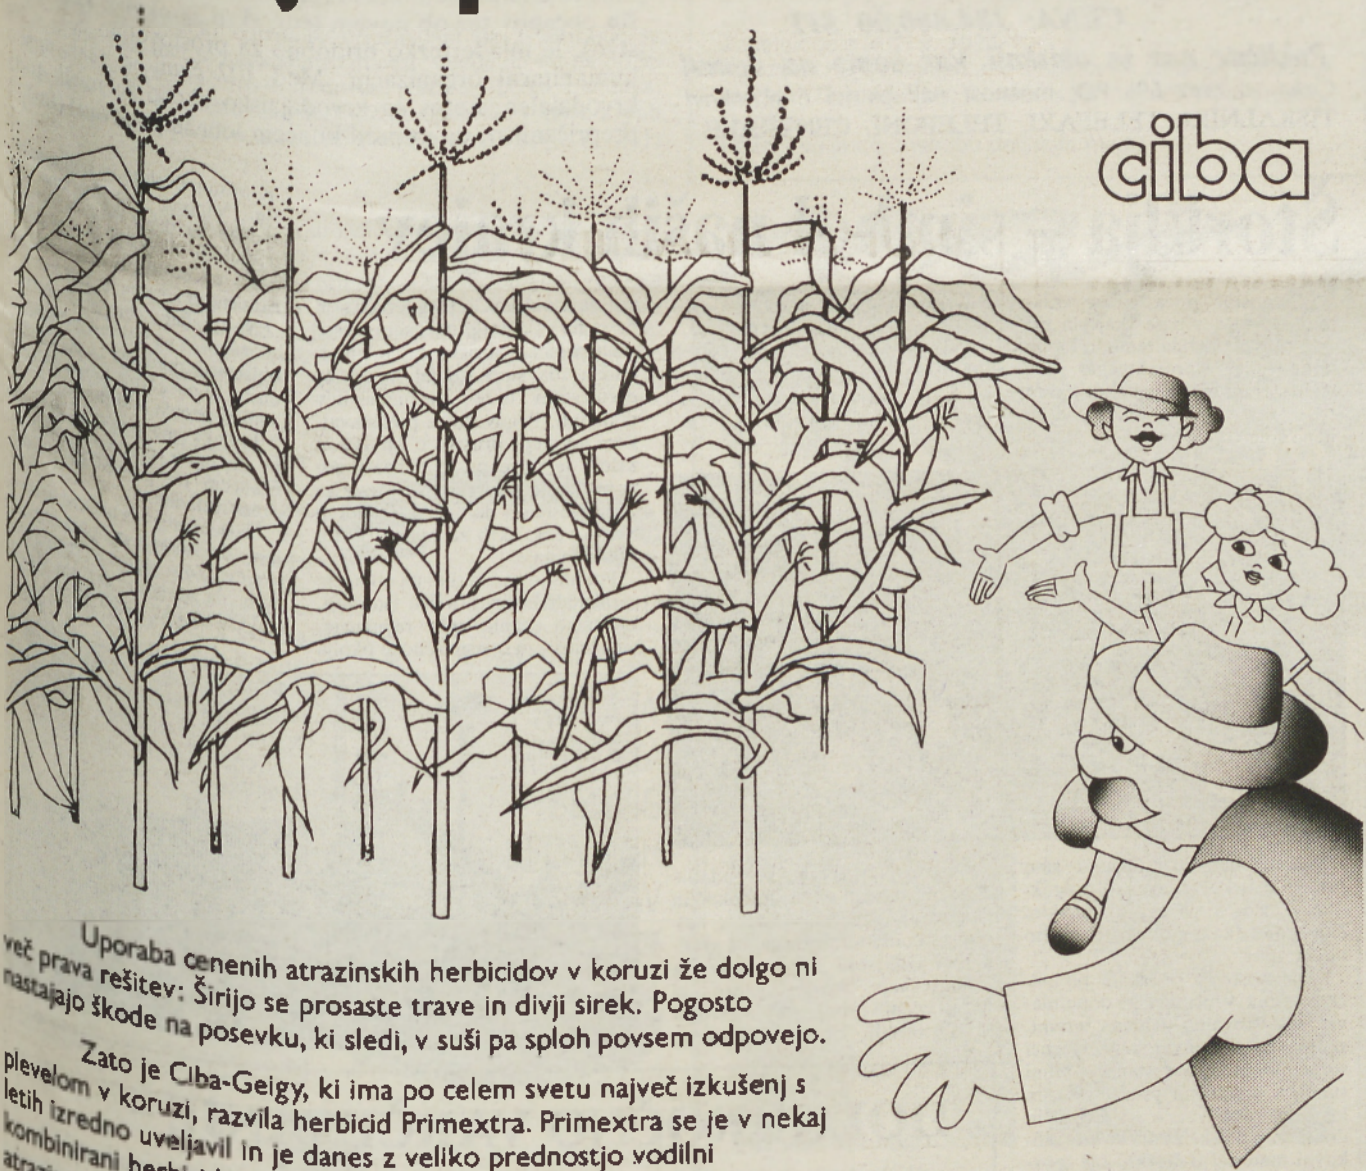 ciba
Uporaba cenenih atrazinskih herbicidov v koruzi že dolgo ni
več prava rešitev: Širijo se prosaste trave in divji sirek. Pogosto
nastajajo škode na posevku, ki sledi, v suši pa sploh povsem odpovejo.
Zato je Ciba-Geigy, ki ima po celem svetu največ izkušenj s
plevelom v koruzi, razvila herbicid Primextra. Primextra se je v nekaj
letih izredno uveljavil in je danes z veliko prednostjo vodilni
kombinirani